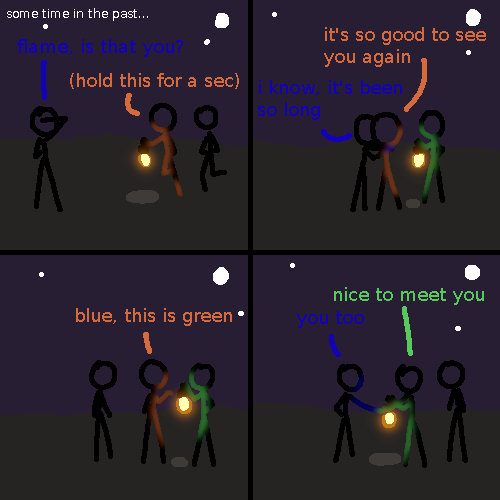 some time in the past...
flame, is that you?
(hold this for a sec)
it's so good to see
you again
i know, it's been
so long
blue, this is green
nice to meet you
you too